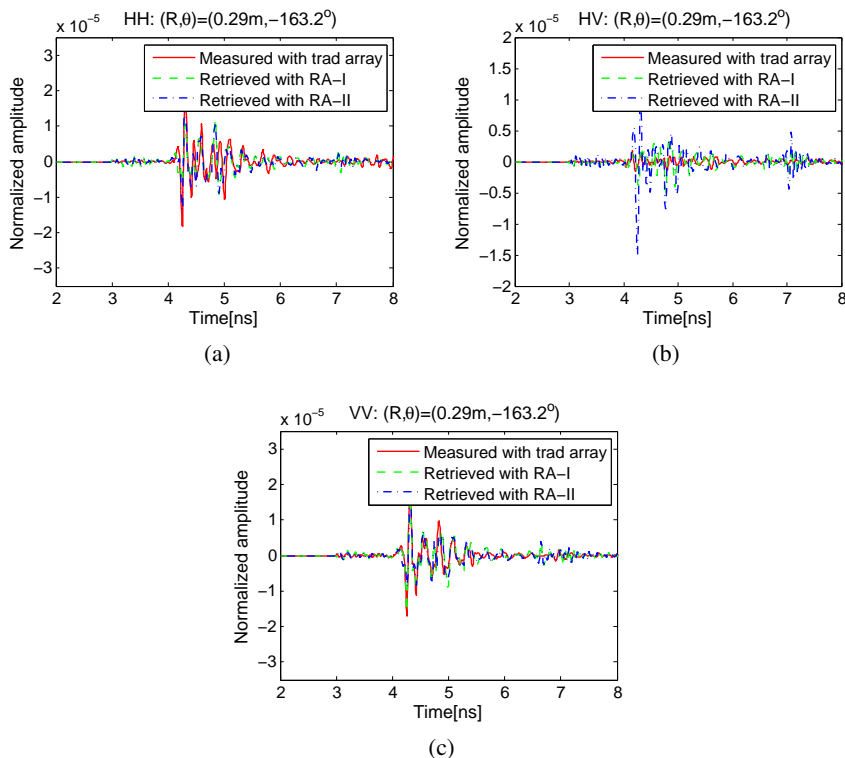 HH: (R,θ)=(0.29m,−163.2°)
x 10⁻⁵
Measured with trad array
Retrieved with RA−I
Retrieved with RA−II
Normalized amplitude
3
2
1
0
−1
−2
−3
2 3 4 5 6 7 8
Time[ns]
(a)
HV: (R,θ)=(0.29m,−163.2°)
x 10⁻⁵
Measured with trad array
Retrieved with RA−I
Retrieved with RA−II
Normalized amplitude
2
1.5
1
0.5
0
−0.5
−1
−1.5
−2
2 3 4 5 6 7 8
Time[ns]
(b)
VV: (R,θ)=(0.29m,−163.2°)
x 10⁻⁵
Measured with trad array
Retrieved with RA−I
Retrieved with RA−II
Normalized amplitude
3
2
1
0
−1
−2
−3
2 3 4 5 6 7 8
Time[ns]
(c)